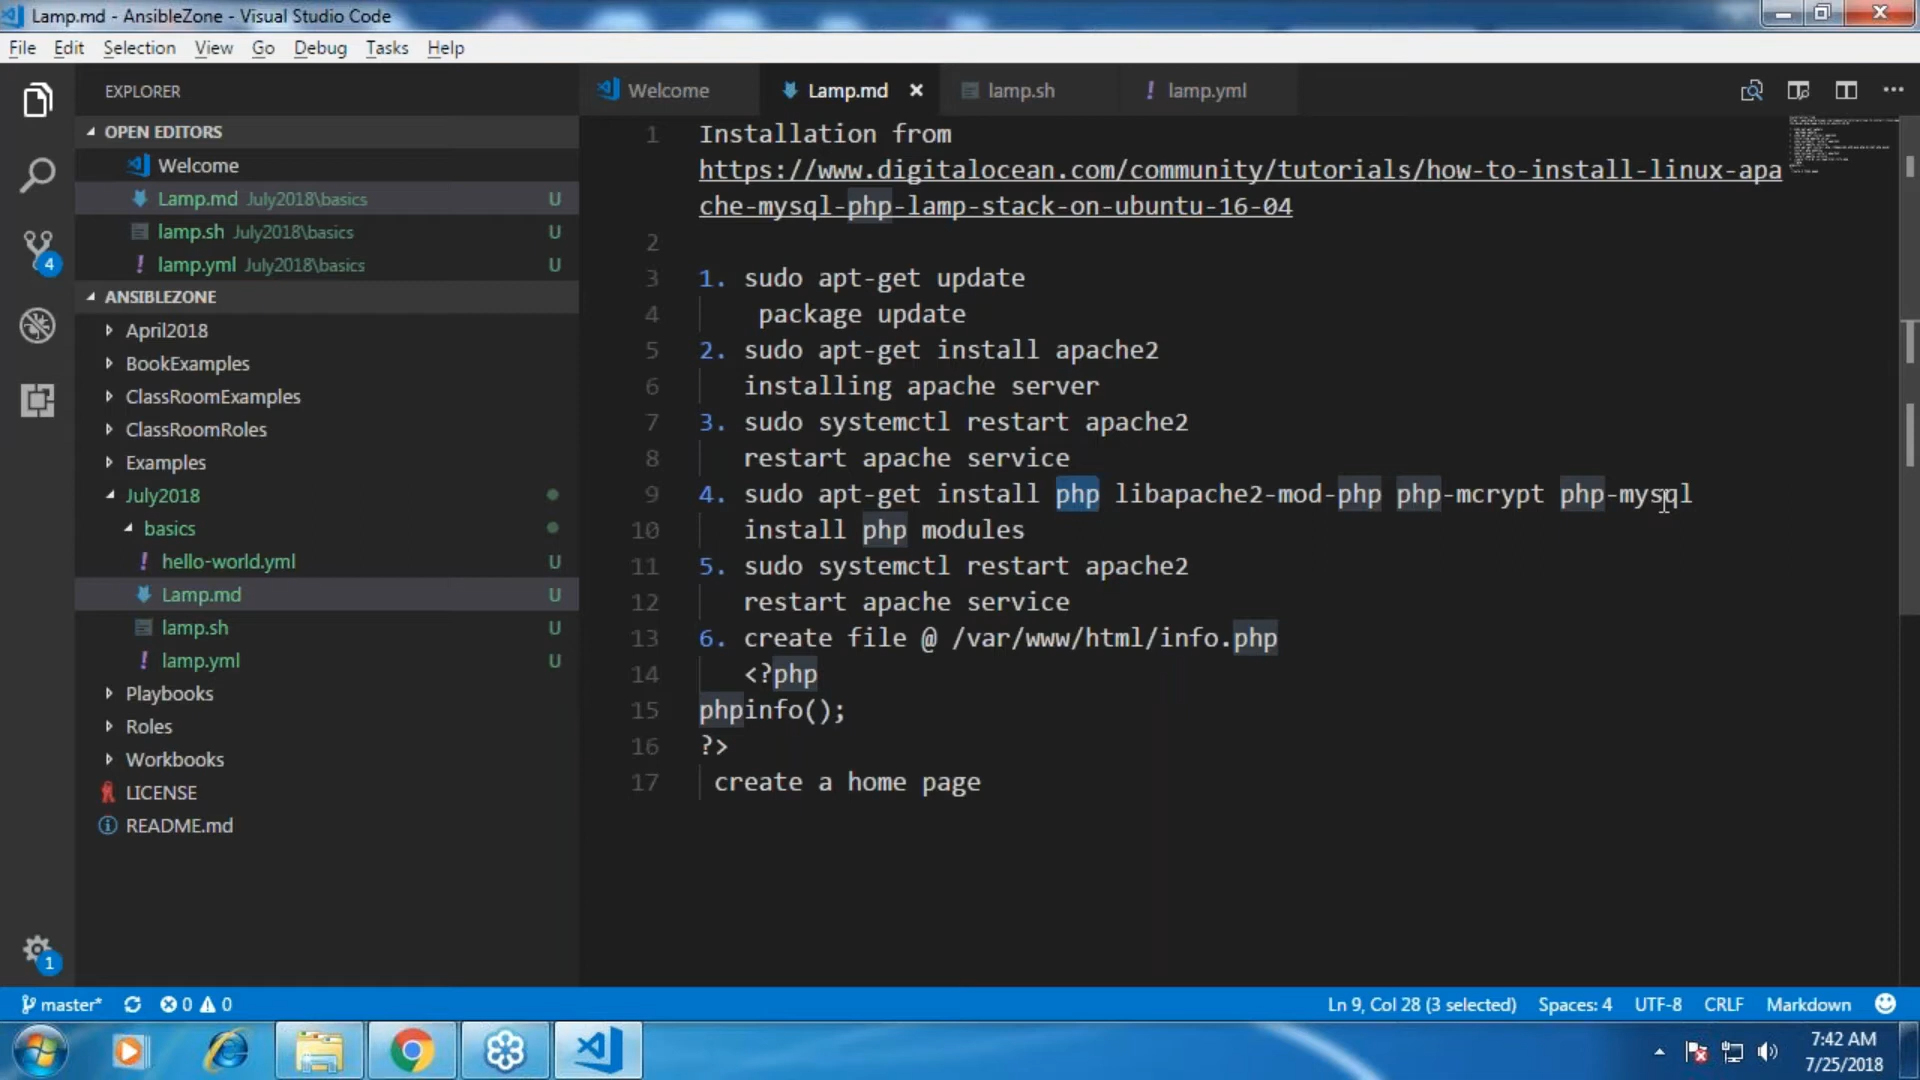 Lamp.md - AnsibleZone - Visual Studio Code
File Edit Selection View Go Debug Tasks Help
EXPLORER
OPEN EDITORS
Welcome
Lamp.md July2018\basics U
lamp.sh July2018\basics U
! lamp.yml July2018\basics U
ANSIBLEZONE
April2018
BookExamples
ClassRoomExamples
ClassRoomRoles
Examples
July2018
basics
! hello-world.yml U
Lamp.md U
lamp.sh U
! lamp.yml U
Playbooks
Roles
Workbooks
LICENSE
README.md
4
1
Welcome Lamp.md × lamp.sh ! lamp.yml
1 Installation from
https://www.digitalocean.com/community/tutorials/how-to-install-linux-apa
che-mysql-php-lamp-stack-on-ubuntu-16-04
2
3 1. sudo apt-get update
4 package update
5 2. sudo apt-get install apache2
6 installing apache server
7 3. sudo systemctl restart apache2
8 restart apache service
9 4. sudo apt-get install php libapache2-mod-php php-mcrypt php-mysql
10 install php modules
11 5. sudo systemctl restart apache2
12 restart apache service
13 6. create file @ /var/www/html/info.php
14 <?php
15 phpinfo();
16 ?>
17 create a home page
master* 0 0 Ln 9, Col 28 (3 selected) Spaces: 4 UTF-8 CRLF Markdown
7:42 AM
7/25/2018